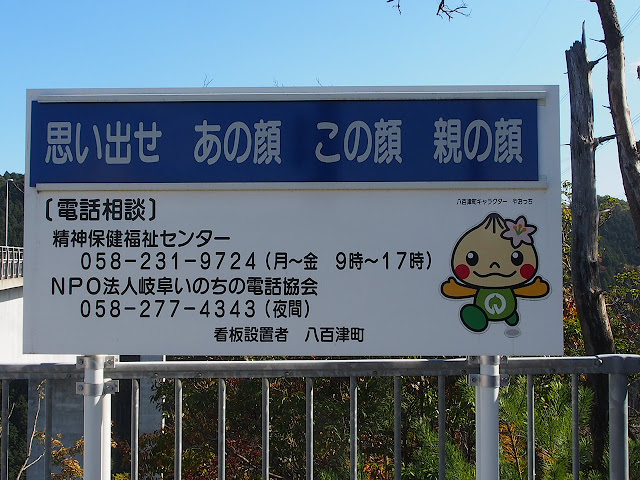 思い出せ　あの顔　この顔　親の顔
八百津町キャラクター　やおっち
〔電話相談〕
精神保健福祉センター
058-231-9724（月～金　9時～17時）
NPO法人岐阜いのちの電話協会
058-277-4343（夜間）
看板設置者　八百津町